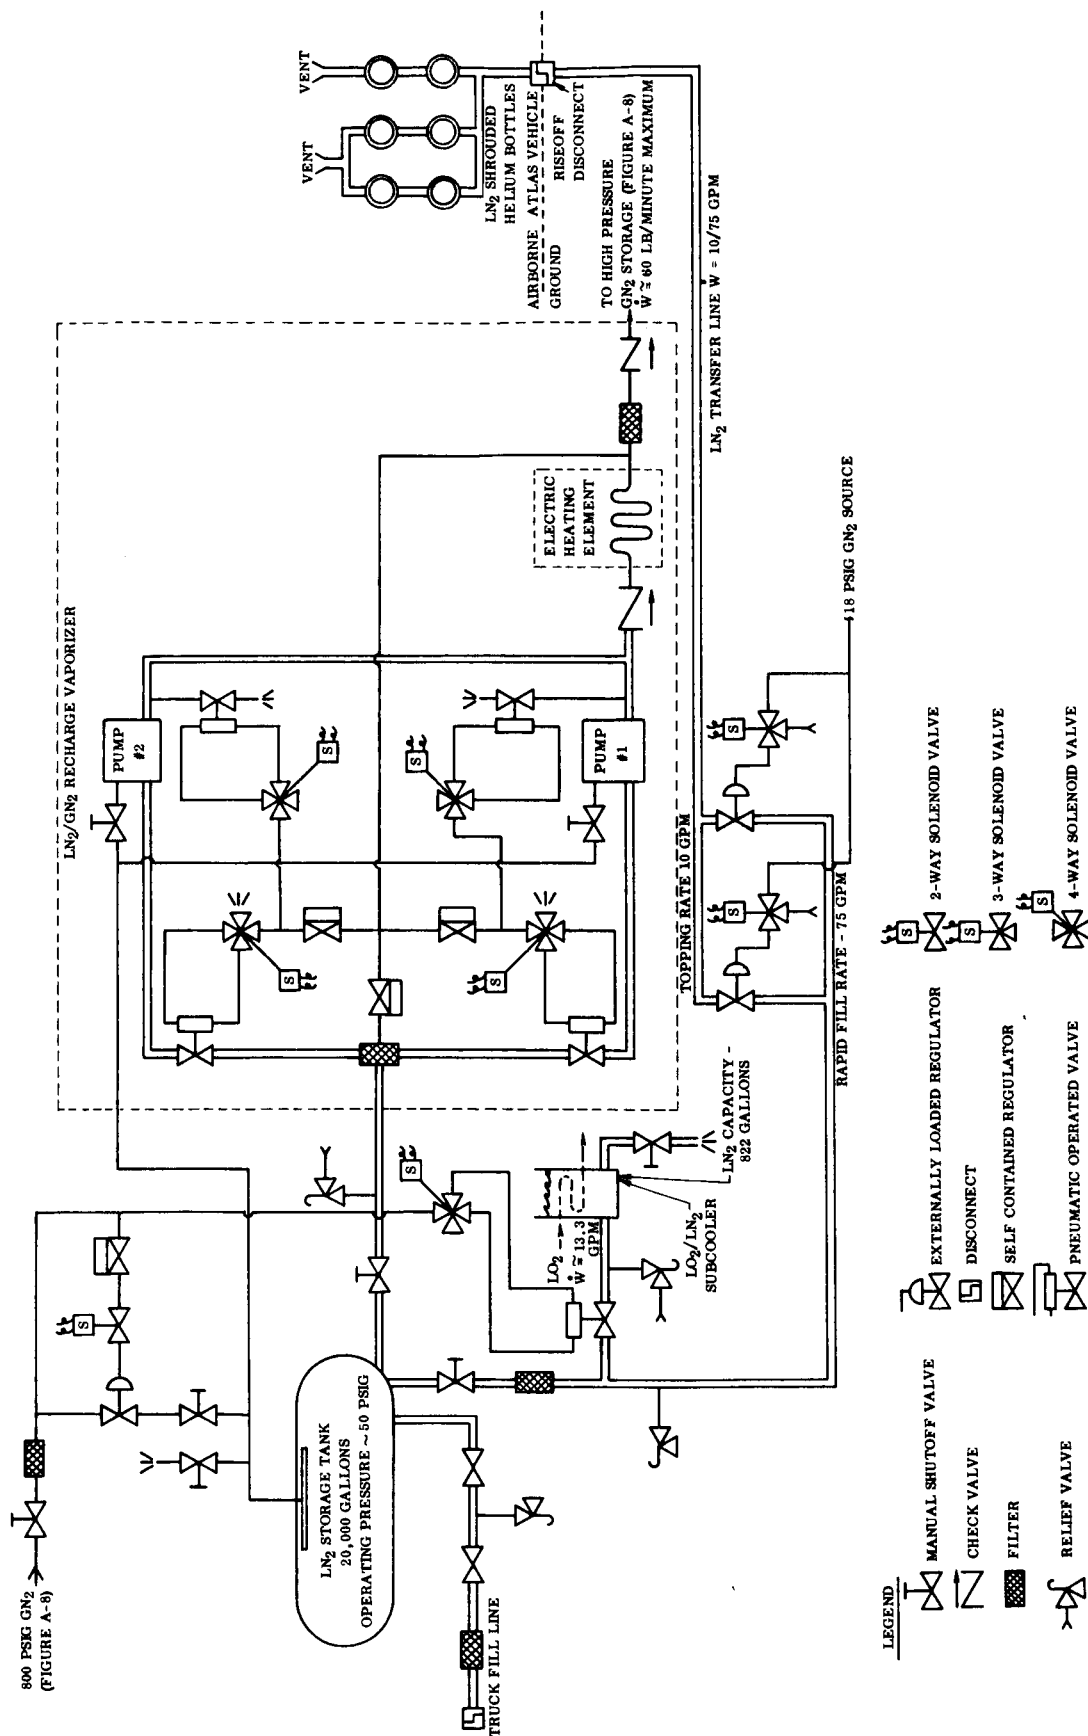 VENT
VENT
LN2 SHROUDED
HELIUM BOTTLES
AIRBORNE ATLAS VEHICLE
GROUND
RISEOFF
DISCONNECT
TO HIGH PRESSURE
GN2 STORAGE (FIGURE A-8)
Ẇ ≈ 60 LB/MINUTE MAXIMUM
LN2 TRANSFER LINE W = 10/75 GPM
LN2/GN2 RECHARGE VAPORIZER
ELECTRIC
HEATING
ELEMENT
PUMP
#2
PUMP
#1
S
S
S
S
S
S
18 PSIG GN2 SOURCE
TOPPING RATE 10 GPM
RAPID FILL RATE - 75 GPM
LN2 CAPACITY -
822 GALLONS
LO2
Ẇ ≈ 13.3
GPM
LO2/LN2
SUBCOOLER
S
S
800 PSIG GN2
(FIGURE A-8)
LN2 STORAGE TANK
20,000 GALLONS
OPERATING PRESSURE ~ 50 PSIG
TRUCK FILL LINE
LEGEND
MANUAL SHUTOFF VALVE
CHECK VALVE
FILTER
RELIEF VALVE
EXTERNALLY LOADED REGULATOR
DISCONNECT
SELF CONTAINED REGULATOR
PNEUMATIC OPERATED VALVE
S
2-WAY SOLENOID VALVE
S
3-WAY SOLENOID VALVE
S
4-WAY SOLENOID VALVE